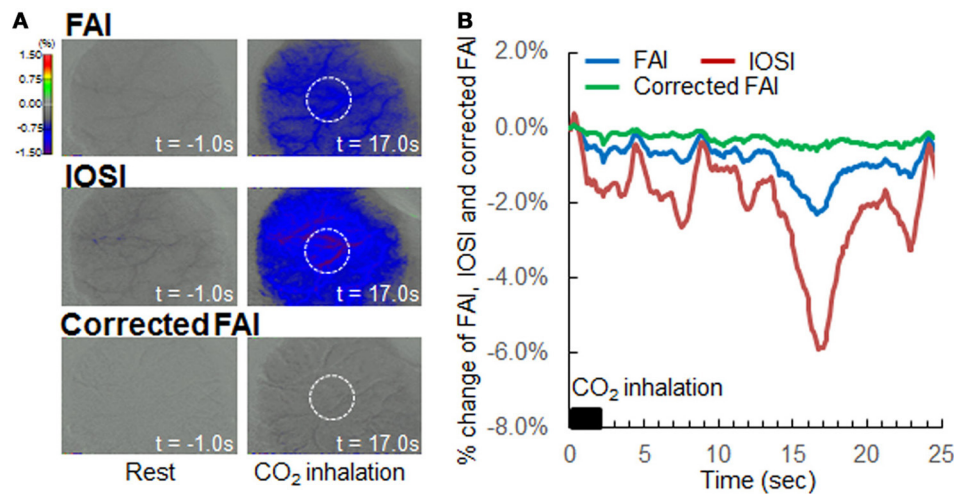 A
FAI
(%)
1.50
0.75
0.00
-0.75
-1.50
t = -1.0s
t = 17.0s
IOSI
t = -1.0s
t = 17.0s
Corrected FAI
t = -1.0s
t = 17.0s
Rest
CO₂ inhalation
B
% change of FAI, IOSI and corrected FAI
2.0%
0.0%
-2.0%
-4.0%
-6.0%
-8.0%
FAI
IOSI
Corrected FAI
CO₂ inhalation
0
5
10
15
20
25
Time (sec)